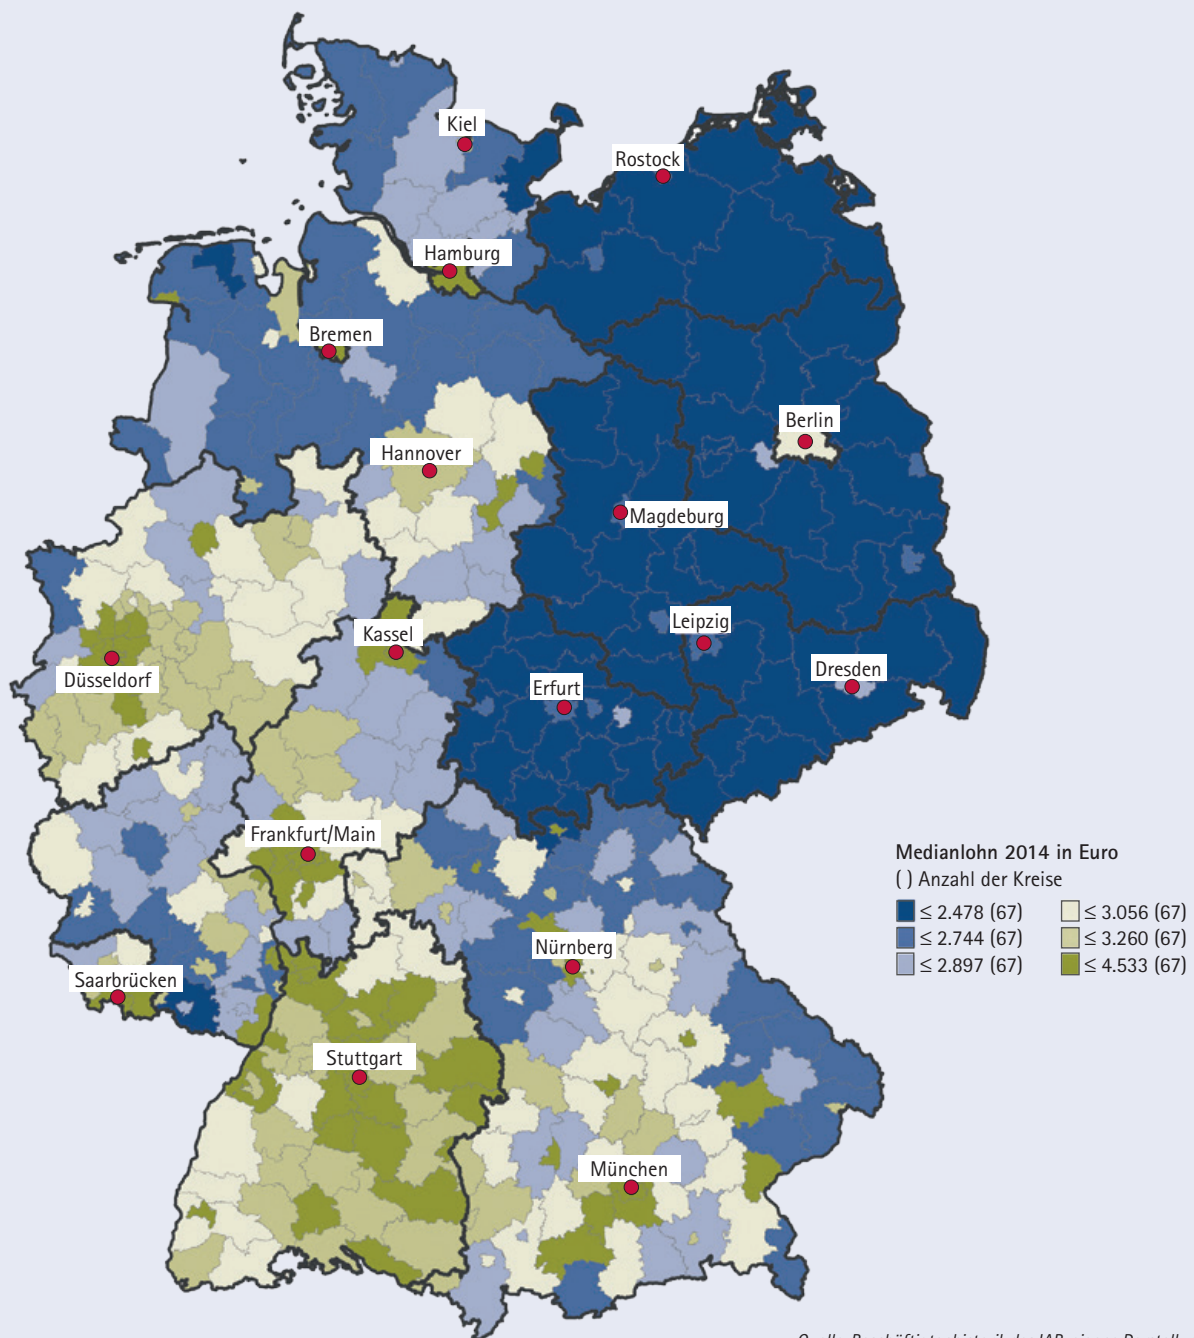 Kiel
Rostock
Hamburg
Bremen
Berlin
Hannover
Magdeburg
Leipzig
Kassel
Dresden
Düsseldorf
Erfurt
Frankfurt/Main
Medianlohn 2014 in Euro
( ) Anzahl der Kreise
≤ 2.478 (67) ≤ 3.056 (67)
≤ 2.744 (67) ≤ 3.260 (67)
≤ 2.897 (67) ≤ 4.533 (67)
Nürnberg
Saarbrücken
Stuttgart
München